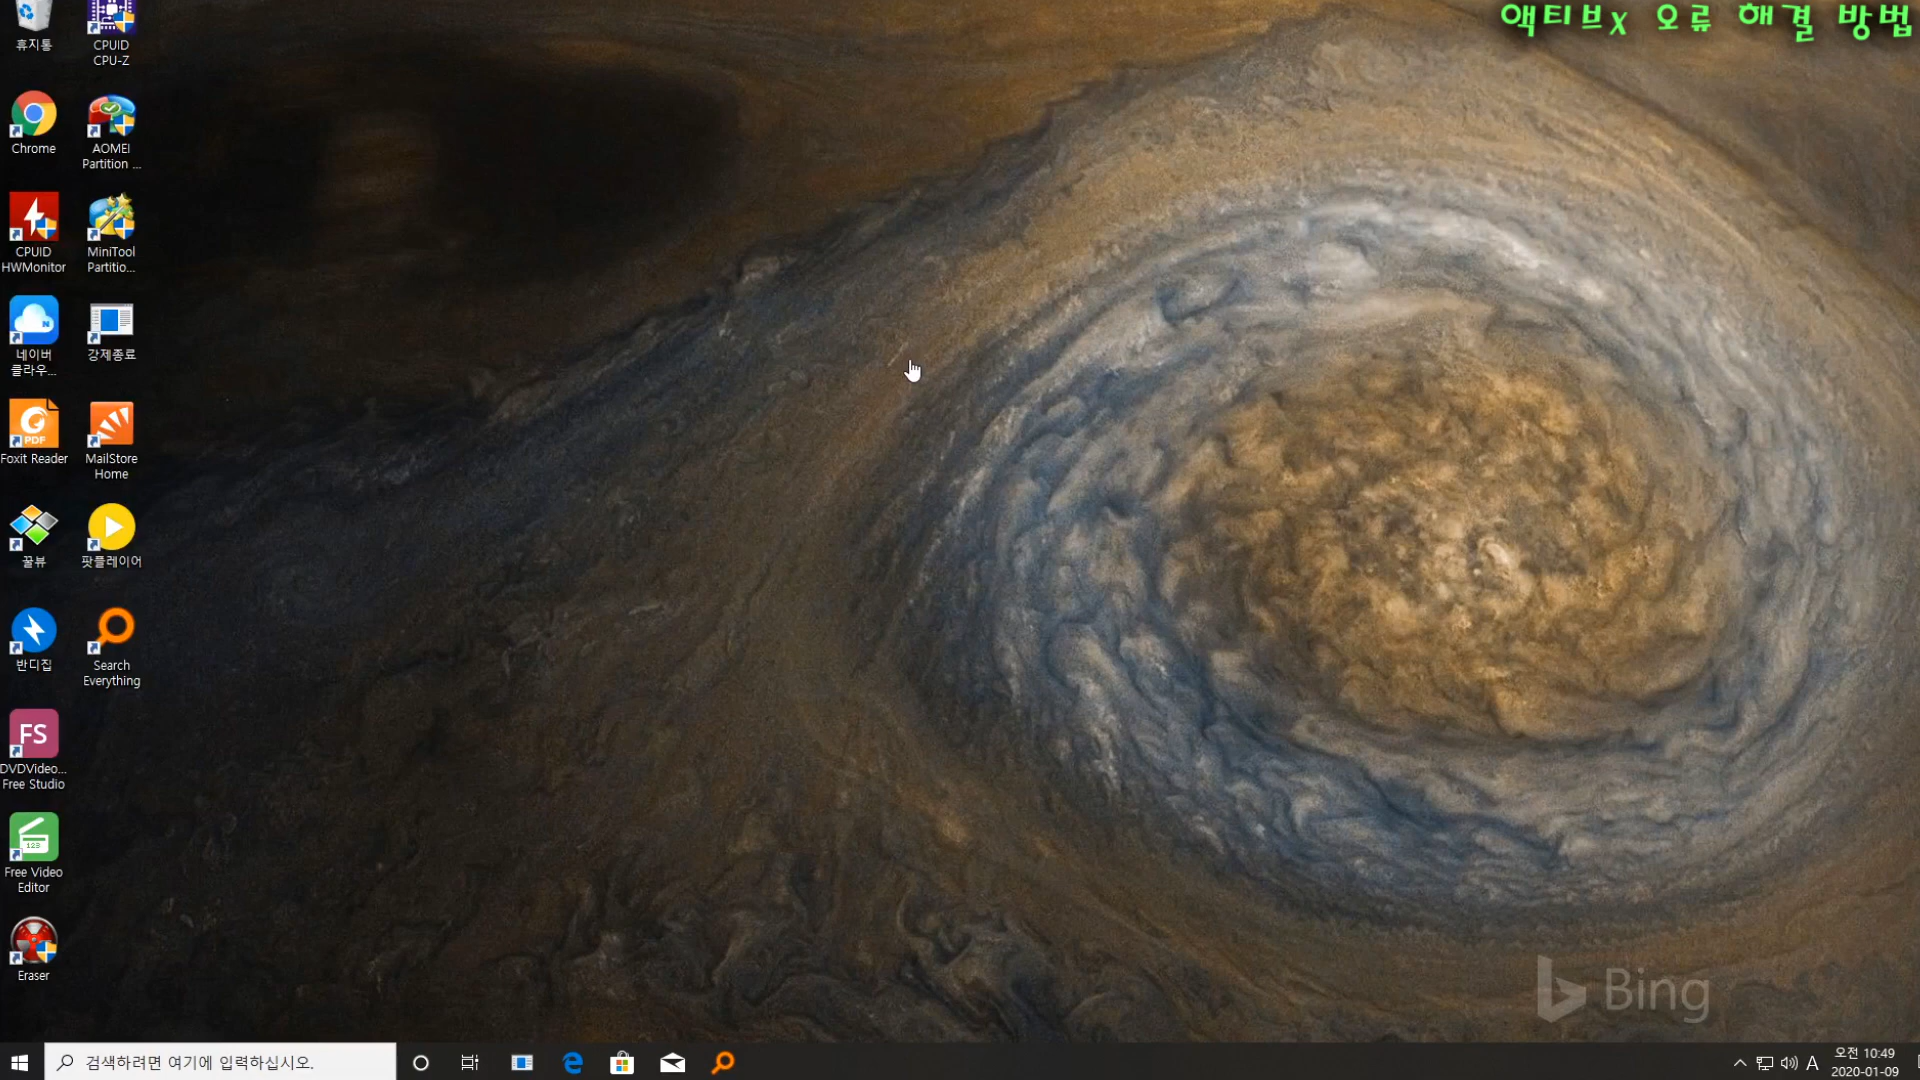 액티브X 오류 해결 방법
휴지통
CPUID
CPU-Z
Chrome
AOMEI
Partition ...
CPUID
HWMonitor
MiniTool
Partitio...
네이버
클라우...
강제종료
PDF
Foxit Reader
MailStore
Home
꿀뷰
팟플레이어
반디집
Search
Everything
FS
DVDVideo...
Free Studio
123
Free Video
Editor
Eraser
Bing
검색하려면 여기에 입력하십시오.
A
오전 10:49
2020-01-09